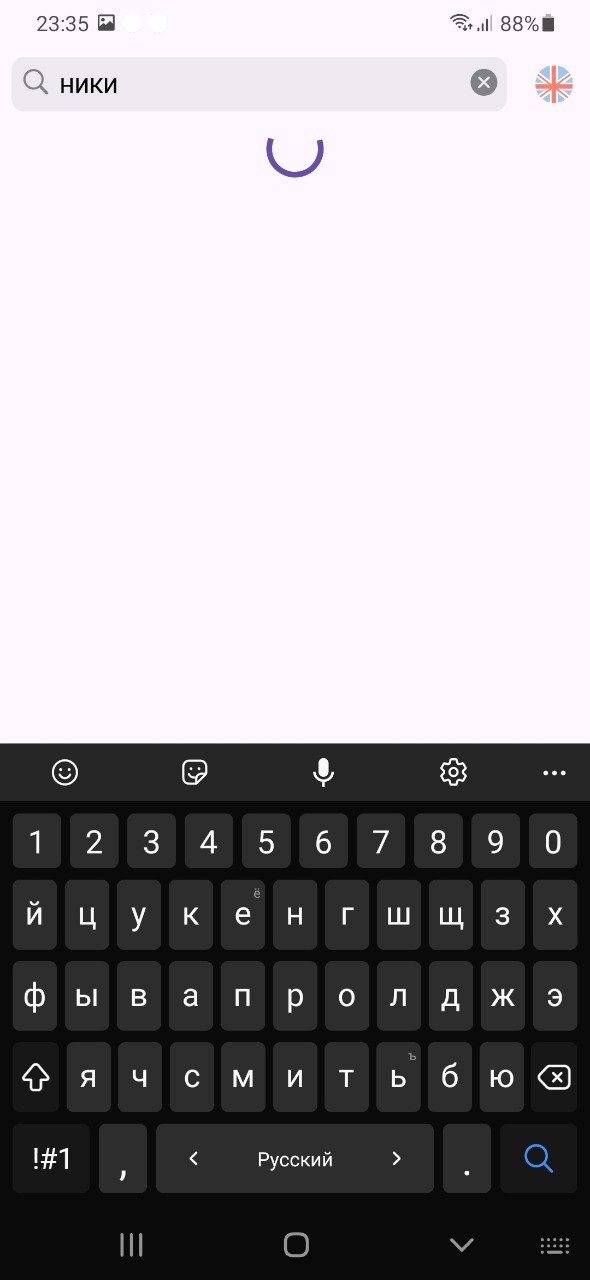 23:35 88%
ники
1 2 3 4 5 6 7 8 9 0
й ц у к е ё н г ш щ з х
ф ы в а п р о л д ж э
я ч с м и т ь ъ б ю
!#1 , < Русский > .